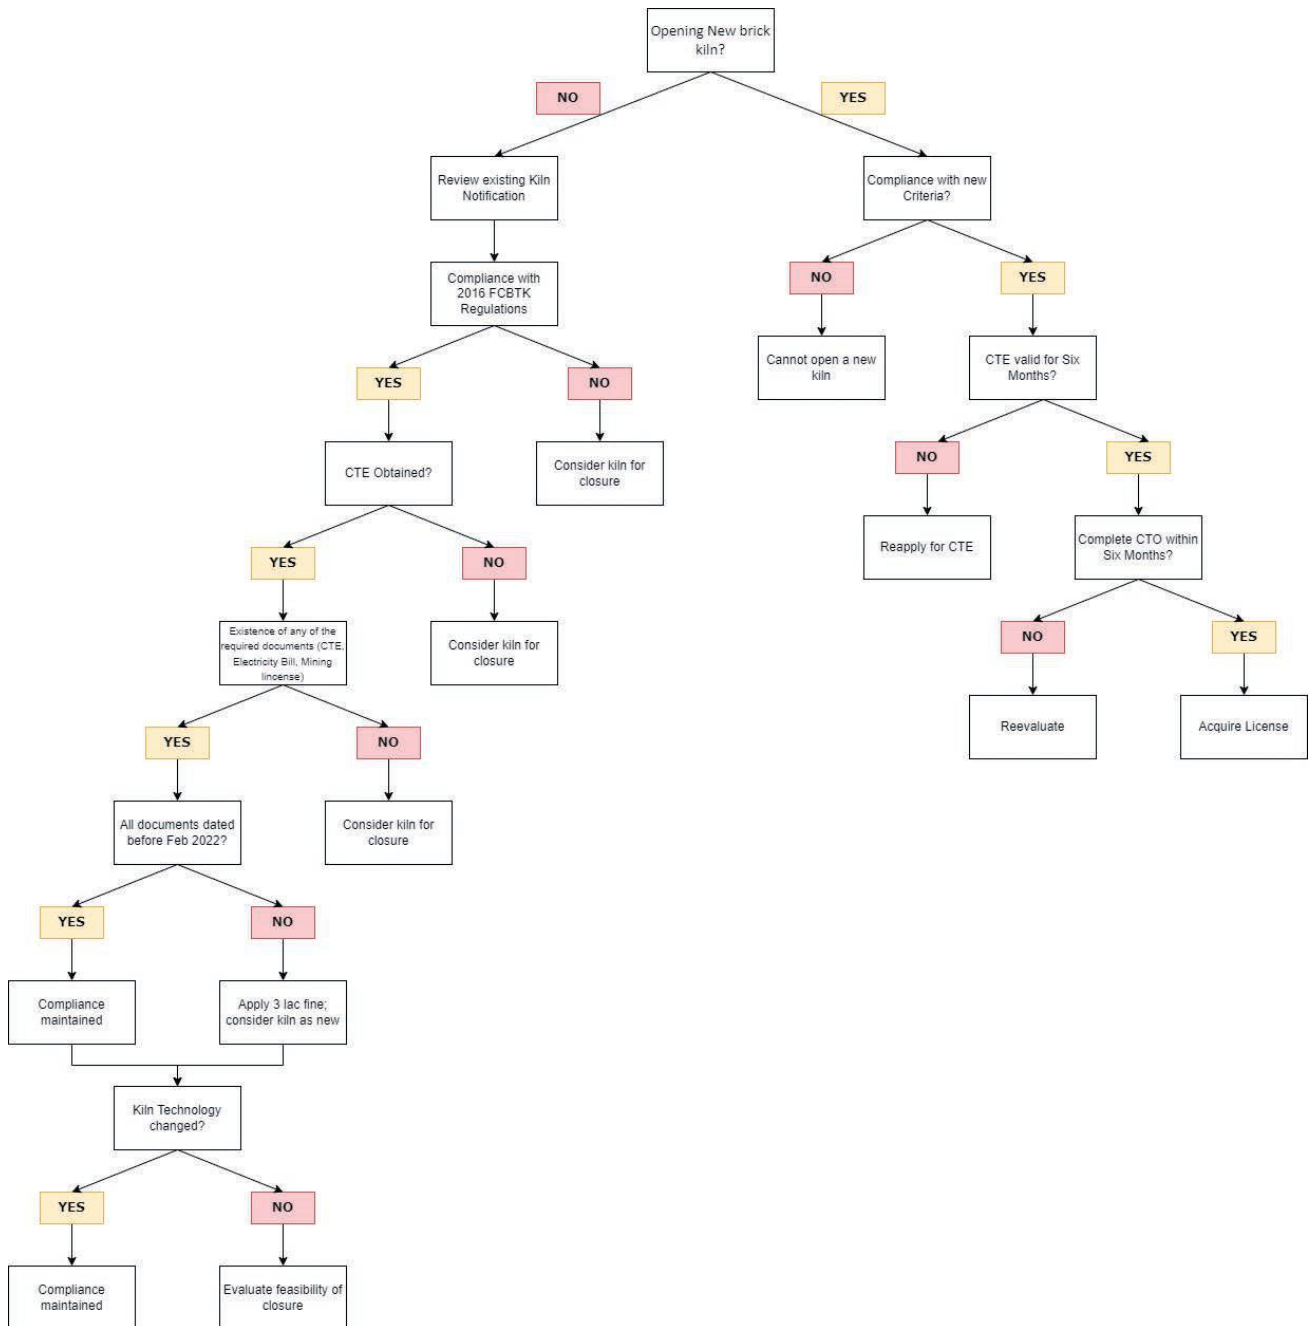 Opening New brick
kiln?
NO
YES
Review existing Kiln
Notification
Compliance with new
Criteria?
Compliance with
2016 FCBTK
Regulations
NO
YES
Cannot open a new
kiln
CTE valid for Six
Months?
YES
NO
CTE Obtained?
Consider kiln for
closure
NO
YES
Reapply for CTE
Complete CTO within
Six Months?
YES
NO
Existence of any of the
required documents (CTE,
Electricity Bill, Mining
lincense)
Consider kiln for
closure
NO
YES
Reevaluate
Acquire License
YES
NO
All documents dated
before Feb 2022?
Consider kiln for
closure
YES
NO
Compliance
maintained
Apply 3 lac fine;
consider kiln as new
Kiln Technology
changed?
YES
NO
Compliance
maintained
Evaluate feasibility of
closure